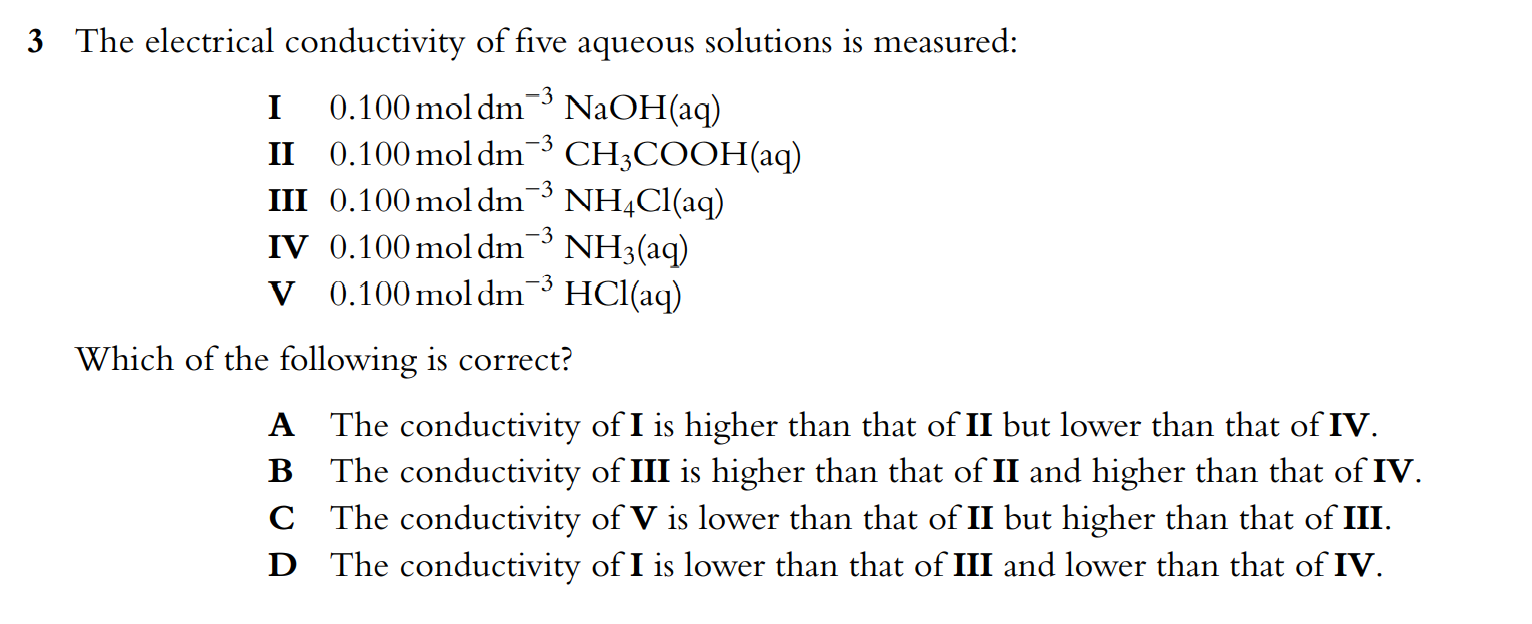 3 The electrical conductivity of five aqueous solutions is measured:
I 0.100 mol dm⁻³ NaOH(aq)
II 0.100 mol dm⁻³ CH₃COOH(aq)
III 0.100 mol dm⁻³ NH₄Cl(aq)
IV 0.100 mol dm⁻³ NH₃(aq)
V 0.100 mol dm⁻³ HCl(aq)
Which of the following is correct?
A The conductivity of I is higher than that of II but lower than that of IV.
B The conductivity of III is higher than that of II and higher than that of IV.
C The conductivity of V is lower than that of II but higher than that of III.
D The conductivity of I is lower than that of III and lower than that of IV.